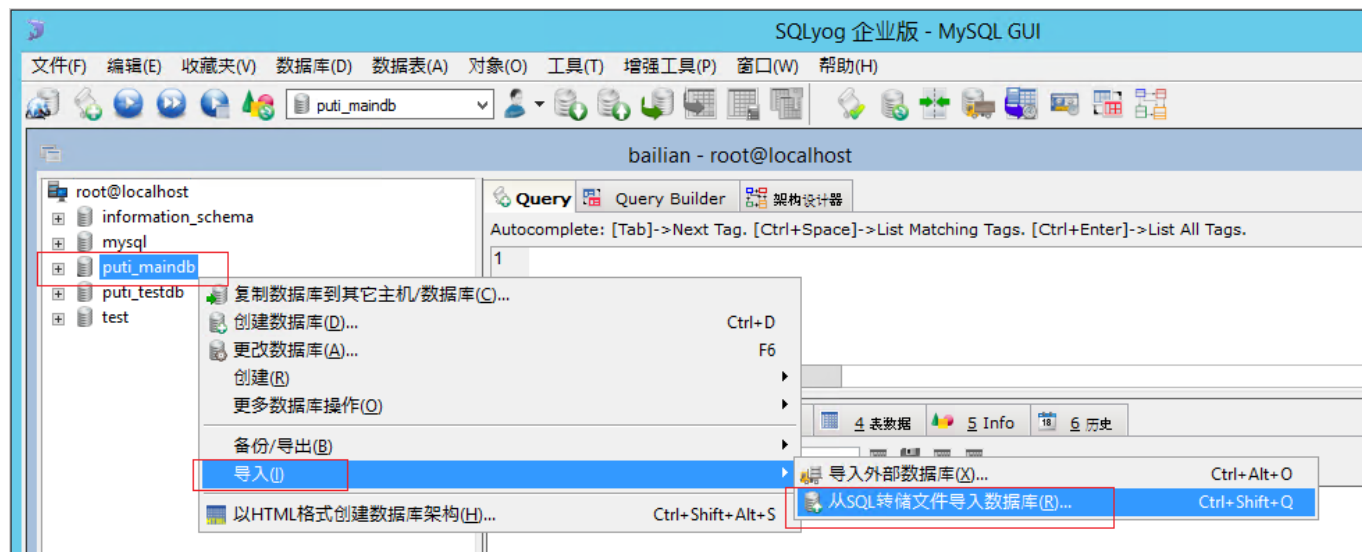 SQLyog 企业版 - MySQL GUI
文件(F) 编辑(E) 收藏夹(V) 数据库(D) 数据表(A) 对象(O) 工具(T) 增强工具(P) 窗口(W) 帮助(H)
puti_maindb
bailian - root@localhost
root@localhost
information_schema
mysql
puti_maindb
puti_testdb
test
Query Query Builder 架构设计器
Autocomplete: [Tab]->Next Tag. [Ctrl+Space]->List Matching Tags. [Ctrl+Enter]->List All Tags.
1
复制数据库到其它主机/数据库(C)...
创建数据库(D)... Ctrl+D
更改数据库(A)... F6
创建(R)
更多数据库操作(O)
备份/导出(B)
导入(I)
以HTML格式创建数据库架构(H)... Ctrl+Shift+Alt+S
4 表数据 5 Info 18 6 历史
导入外部数据库(X)... Ctrl+Alt+O
从SQL转储文件导入数据库(R)... Ctrl+Shift+Q